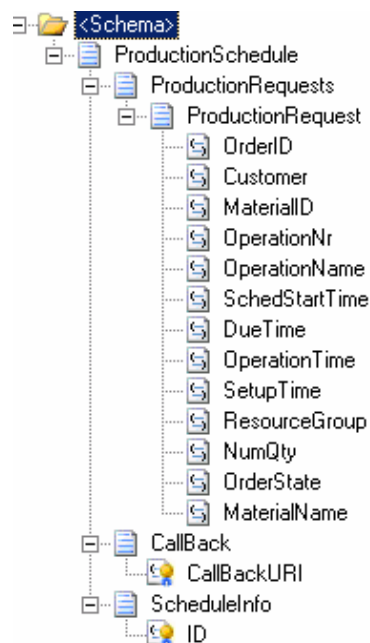 <Schema>
ProductionSchedule
ProductionRequests
ProductionRequest
OrderID
Customer
MaterialID
OperationNr
OperationName
SchedStartTime
DueTime
OperationTime
SetupTime
ResourceGroup
NumQty
OrderState
MaterialName
CallBack
CallBackURI
ScheduleInfo
ID